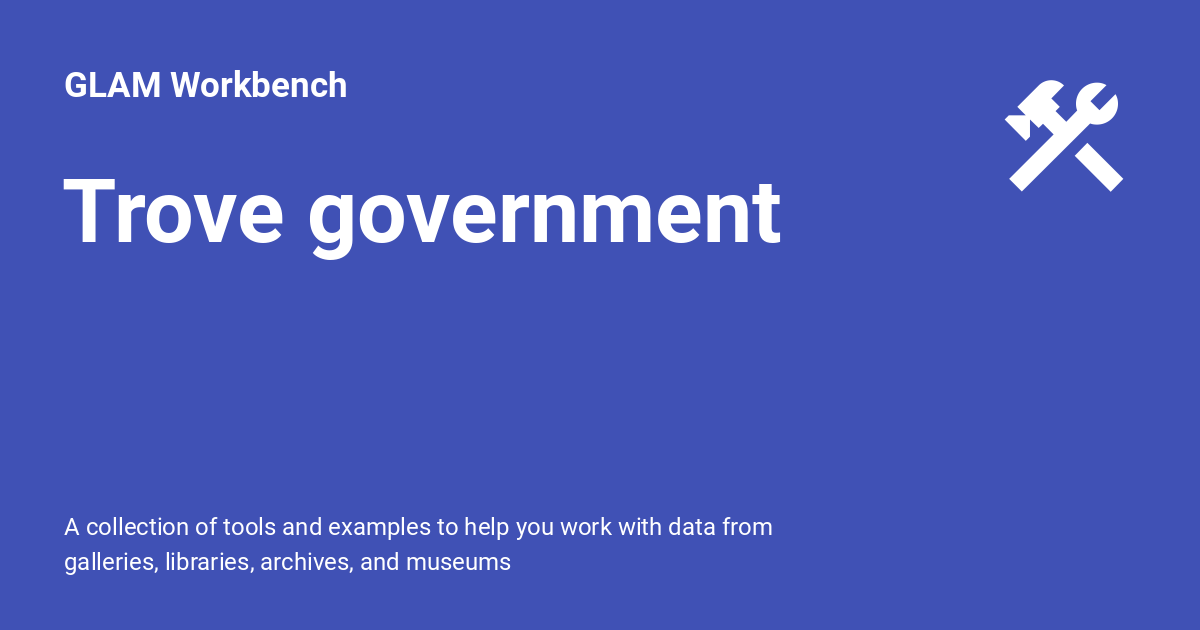 GLAM Workbench
Trove government
A collection of tools and examples to help you work with data from
galleries, libraries, archives, and museums